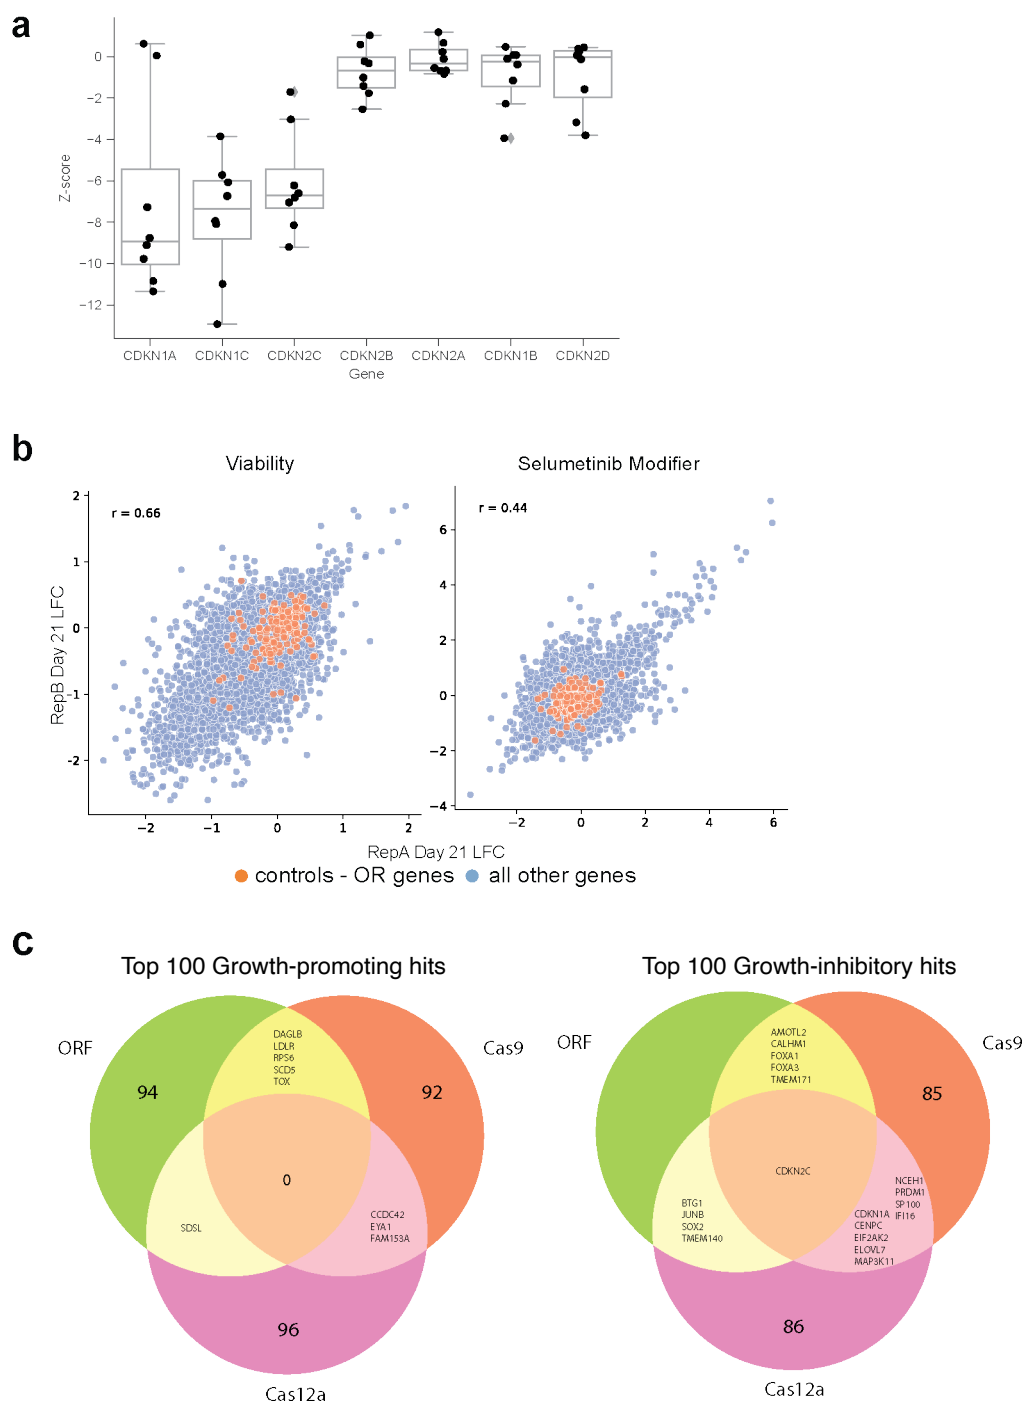 a
0
−2
−4
−6
−8
−10
−12
Z-score
CDKN1A CDKN1C CDKN2C CDKN2B CDKN2A CDKN1B CDKN2D
Gene
b
Viability
r = 0.66
2
1
0
-1
-2
RepB Day 21 LFC
−2 −1 0 1 2
Selumetinib Modifier
r = 0.44
6
4
2
0
−2
−4
−2 0 2 4 6
RepA Day 21 LFC
controls - OR genes all other genes
c
Top 100 Growth-promoting hits
ORF
Cas9
DAGLB
LDLR
RPS6
SCD5
TOX
94
92
0
SDSL
CCDC42
EYA1
FAM153A
96
Cas12a
Top 100 Growth-inhibitory hits
ORF
Cas9
AMOTL2
CALHM1
FOXA1
FOXA3
TMEM171
85
CDKN2C
BTG1
JUNB
SOX2
TMEM140
NCEH1
PRDM1
SP100
IFI16
CDKN1A
CENPC
EIF2AK2
ELOVL7
MAP3K11
86
Cas12a